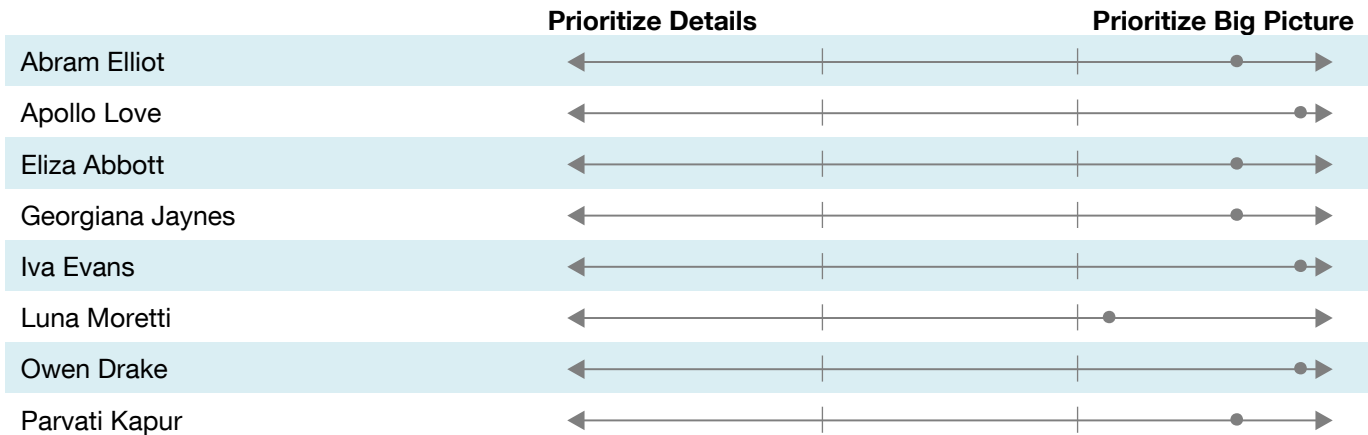 Prioritize Details Prioritize Big Picture
Abram Elliot
Apollo Love
Eliza Abbott
Georgiana Jaynes
Iva Evans
Luna Moretti
Owen Drake
Parvati Kapur